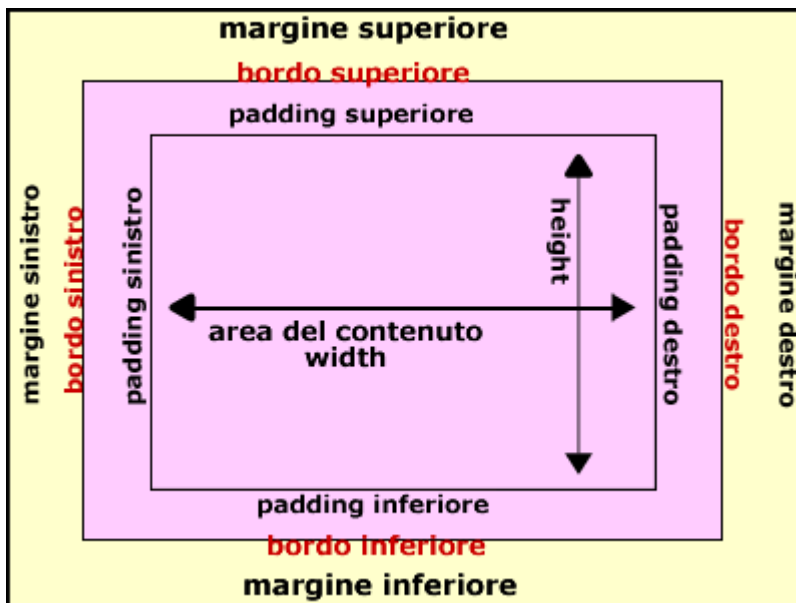 margine superiore
bordo superiore
padding superiore
margine sinistro
bordo sinistro
padding sinistro
height
area del contenuto
width
padding destro
bordo destro
margine destro
padding inferiore
bordo inferiore
margine inferiore